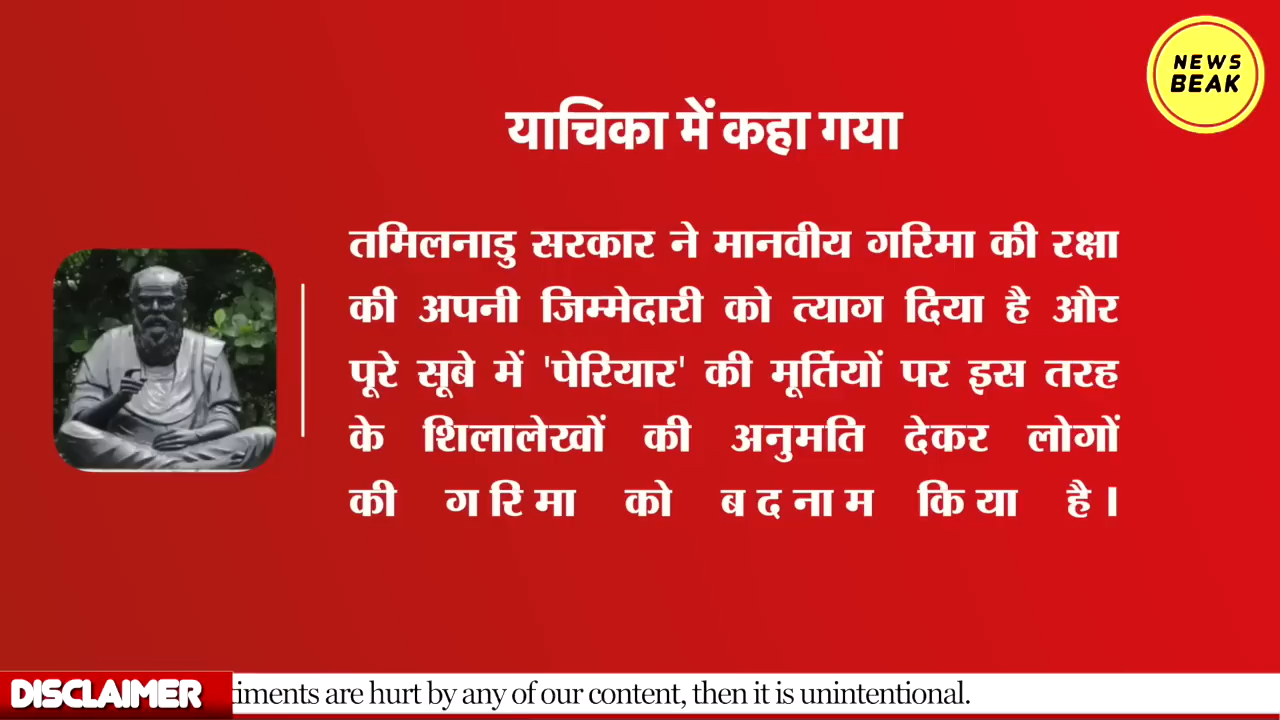 NEWS
BEAK
याचिका में कहा गया
तमिलनाडु सरकार ने मानवीय गरिमा की रक्षा
की अपनी जिम्मेदारी को त्याग दिया है और
पूरे सूबे में 'पेरियार' की मूर्तियों पर इस तरह
के शिलालेखों की अनुमति देकर लोगों
की गरिमा को बदनाम किया है।
DISCLAIMER
are hurt by any of our content, then it is unintentional.